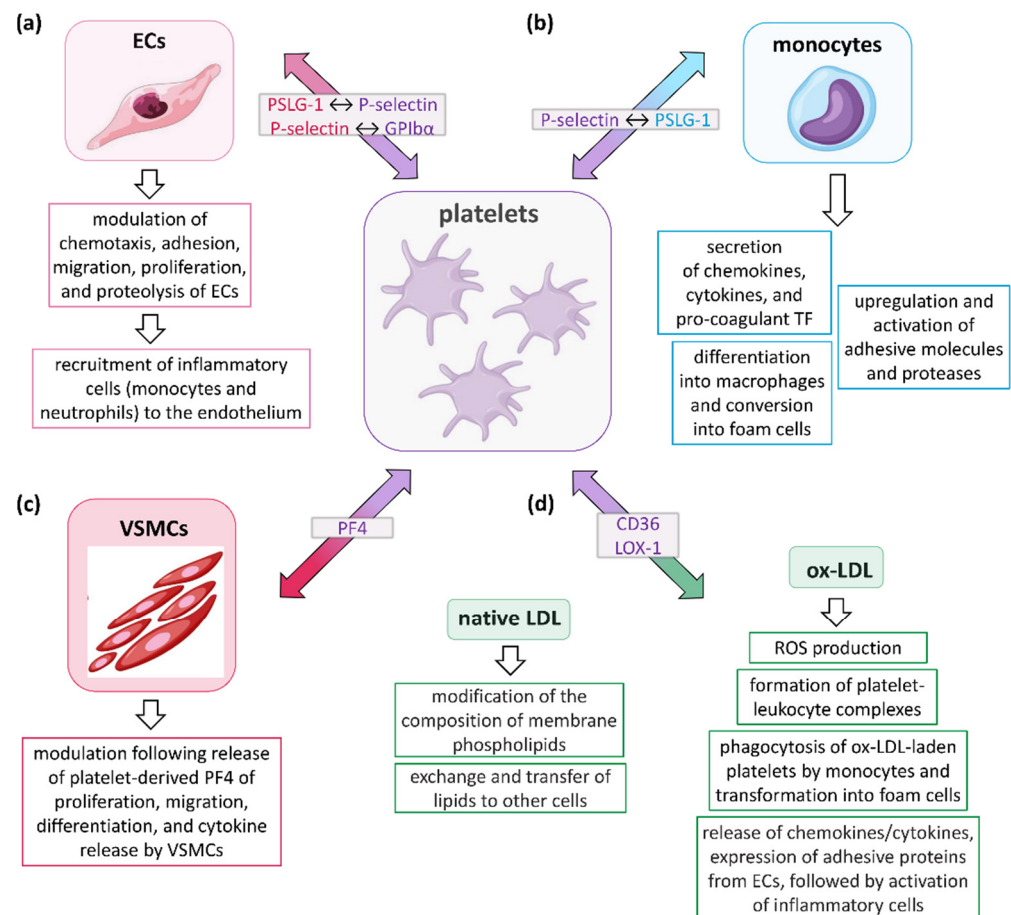 (a)
ECs
PSLG-1 ↔ P-selectin
P-selectin ↔ GPIbα
modulation of
chemotaxis, adhesion,
migration, proliferation,
and proteolysis of ECs
recruitment of inflammatory
cells (monocytes and
neutrophils) to the endothelium
(b)
monocytes
P-selectin ↔ PSLG-1
secretion
of chemokines,
cytokines, and
pro-coagulant TF
differentiation
into macrophages
and conversion
into foam cells
upregulation and
activation of
adhesive molecules
and proteases
platelets
(c)
VSMCs
PF4
modulation following release
of platelet-derived PF4 of
proliferation, migration,
differentiation, and cytokine
release by VSMCs
(d)
CD36
LOX-1
native LDL
modification of the
composition of membrane
phospholipids
exchange and transfer of
lipids to other cells
ox-LDL
ROS production
formation of platelet-
leukocyte complexes
phagocytosis of ox-LDL-laden
platelets by monocytes and
transformation into foam cells
release of chemokines/cytokines,
expression of adhesive proteins
from ECs, followed by activation
of inflammatory cells